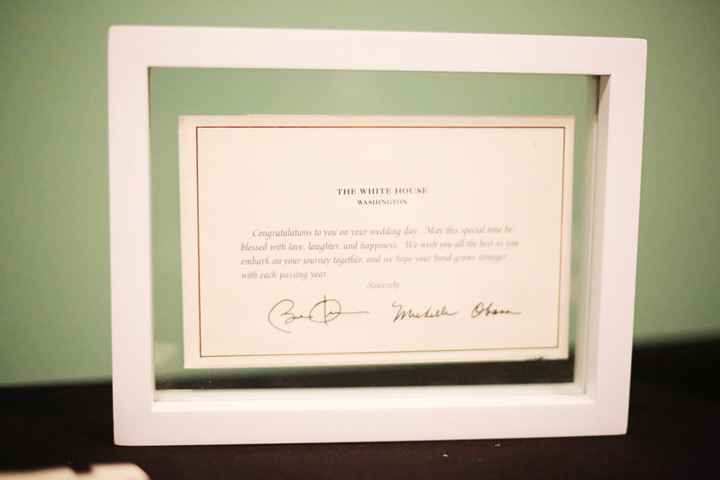 THE WHITE HOUSE
WASHINGTON
Congratulations to you on your wedding day. May this special time be
blessed with love, laughter, and happiness. We wish you all the best as you
embark on your journey together, and we hope your bond grows stronger
with each passing year.
Sincerely,
Michelle Obama